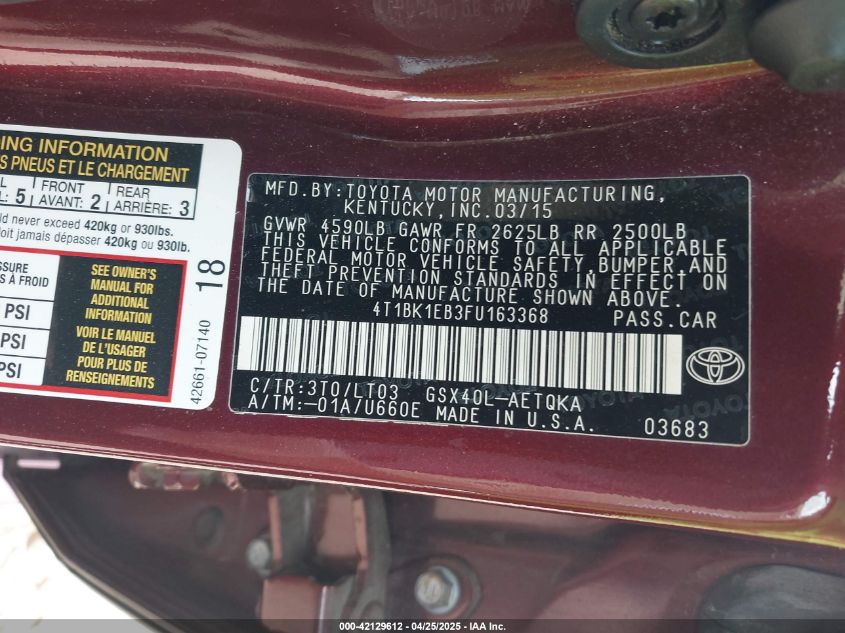 DING INFORMATION
S PNEUS ET LE CHARGEMENT
L: 5 FRONT AVANT: 2 REAR ARRIÈRE: 3
ld never exceed 420kg or 930lbs.
doit jamais dépasser 420kg ou 930lb.
SSURE
S À FROID
PSI
PSI
PSI
SEE OWNER'S
MANUAL FOR
ADDITIONAL
INFORMATION
VOIR LE MANUEL
DE L'USAGER
POUR PLUS DE
RENSEIGNEMENTS
42661-07140 18
MFD. BY: TOYOTA MOTOR MANUFACTURING,
KENTUCKY, INC. 03/15
GVWR 4590LB GAWR FR 2625LB RR 2500LB
THIS VEHICLE CONFORMS TO ALL APPLICABLE
FEDERAL MOTOR VEHICLE SAFETY, BUMPER, AND
THEFT PREVENTION STANDARDS IN EFFECT ON
THE DATE OF MANUFACTURE SHOWN ABOVE.
4T1BK1EB3FU163368 PASS. CAR
C/TR: 3T0/LT03 GSX40L-AETQKA
A/TM: -01A/U660E MADE IN U.S.A.
03683
000-42129612 - 04/25/2025 - IAA Inc.